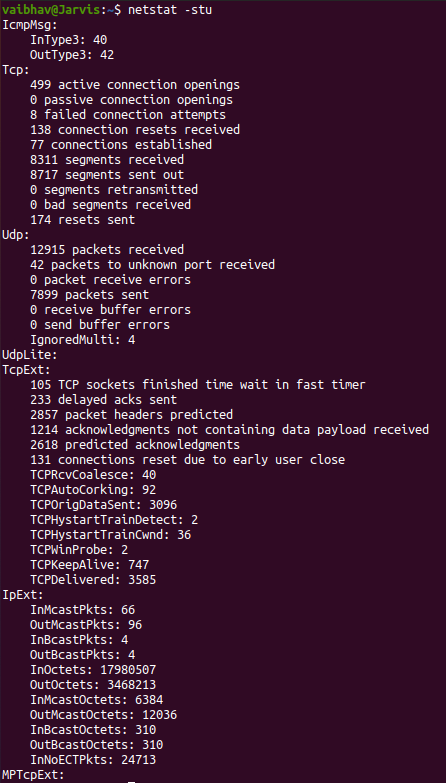 vaibhav@Jarvis:~$ netstat -stu
IcmpMsg:
    InType3: 40
    OutType3: 42
Tcp:
    499 active connection openings
    0 passive connection openings
    8 failed connection attempts
    138 connection resets received
    77 connections established
    8311 segments received
    8717 segments sent out
    0 segments retransmitted
    0 bad segments received
    174 resets sent
Udp:
    12915 packets received
    42 packets to unknown port received
    0 packet receive errors
    7899 packets sent
    0 receive buffer errors
    0 send buffer errors
    IgnoredMulti: 4
UdpLite:
TcpExt:
    105 TCP sockets finished time wait in fast timer
    233 delayed acks sent
    2857 packet headers predicted
    1214 acknowledgments not containing data payload received
    2618 predicted acknowledgments
    131 connections reset due to early user close
    TCPRcvCoalesce: 40
    TCPAutoCorking: 92
    TCPOrigDataSent: 3096
    TCPHystartTrainDetect: 2
    TCPHystartTrainCwnd: 36
    TCPWinProbe: 2
    TCPKeepAlive: 747
    TCPDelivered: 3585
IpExt:
    InMcastPkts: 66
    OutMcastPkts: 96
    InBcastPkts: 4
    OutBcastPkts: 4
    InOctets: 17980507
    OutOctets: 3468213
    InMcastOctets: 6384
    OutMcastOctets: 12036
    InBcastOctets: 310
    OutBcastOctets: 310
    InNoECTPkts: 24713
MPTcpExt: